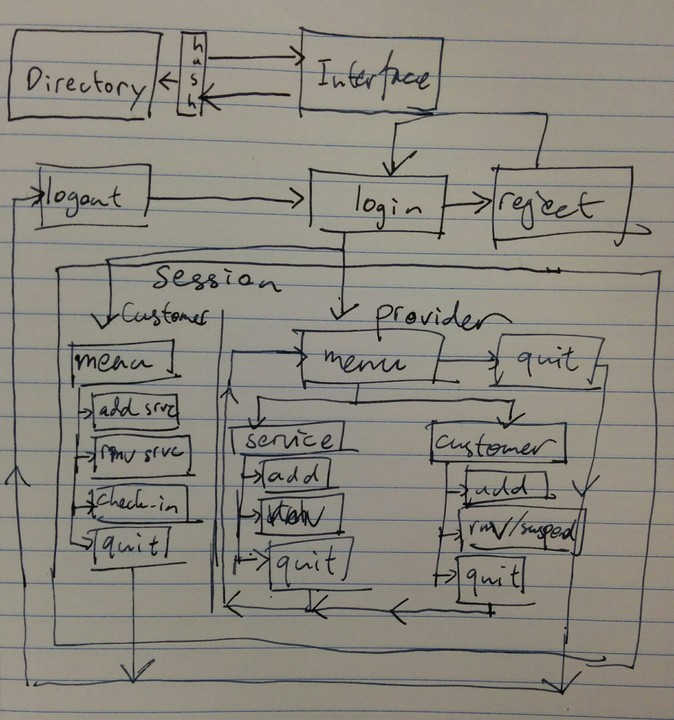 Directory
hash
Interface
logout
login
reject
Session
Customer
provider
menu
menu
quit
add srvc
rmv srvc
check-in
quit
service
add
quit
customer
add
rmv/susped
quit